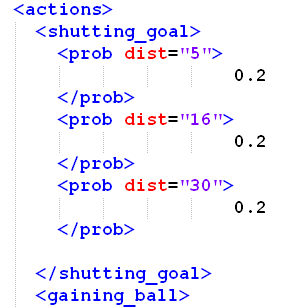 <actions>
<shutting_goal>
<prob dist="5">
0.2
</prob>
<prob dist="16">
0.2
</prob>
<prob dist="30">
0.2
</prob>
</shutting_goal>
<gaining_ball>